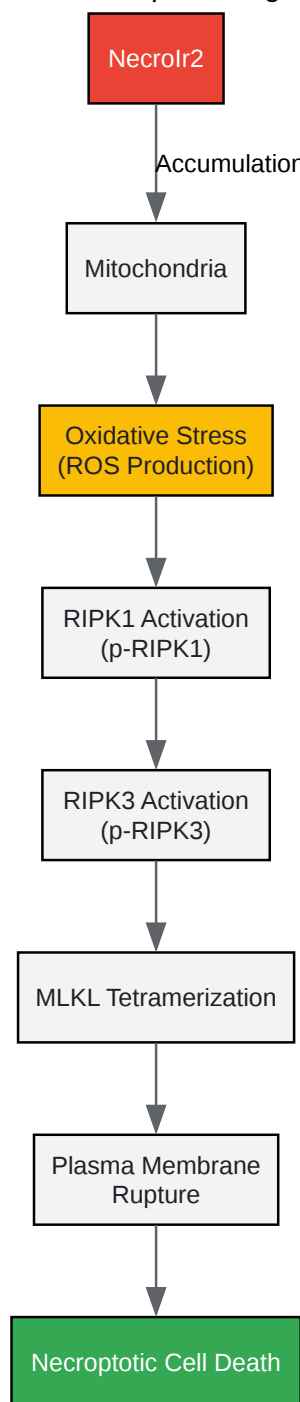 NecroIr2
Accumulation
Mitochondria
Oxidative Stress
(ROS Production)
RIPK1 Activation
(p-RIPK1)
RIPK3 Activation
(p-RIPK3)
MLKL Tetramerization
Plasma Membrane
Rupture
Necroptotic Cell Death